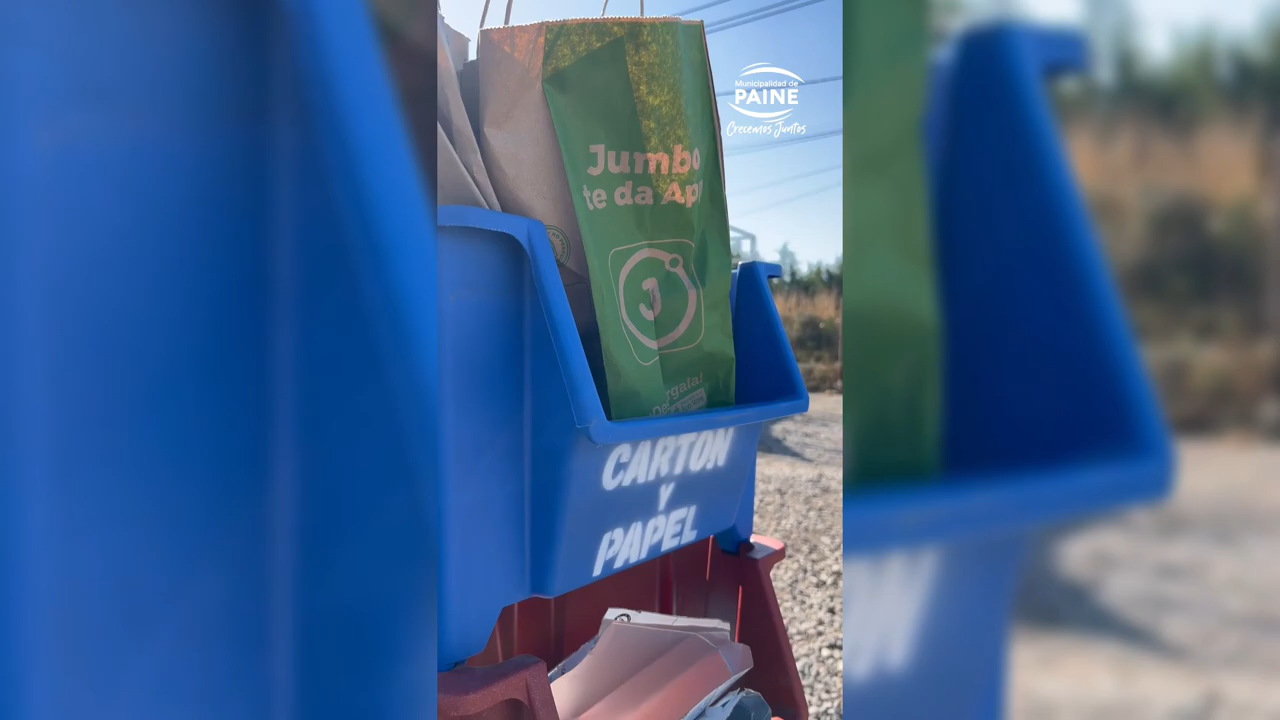 Municipalidad de
PAINE
Crecemos Juntos
Jumbo
te da Ap
J
CARTON
Y
PAPEL